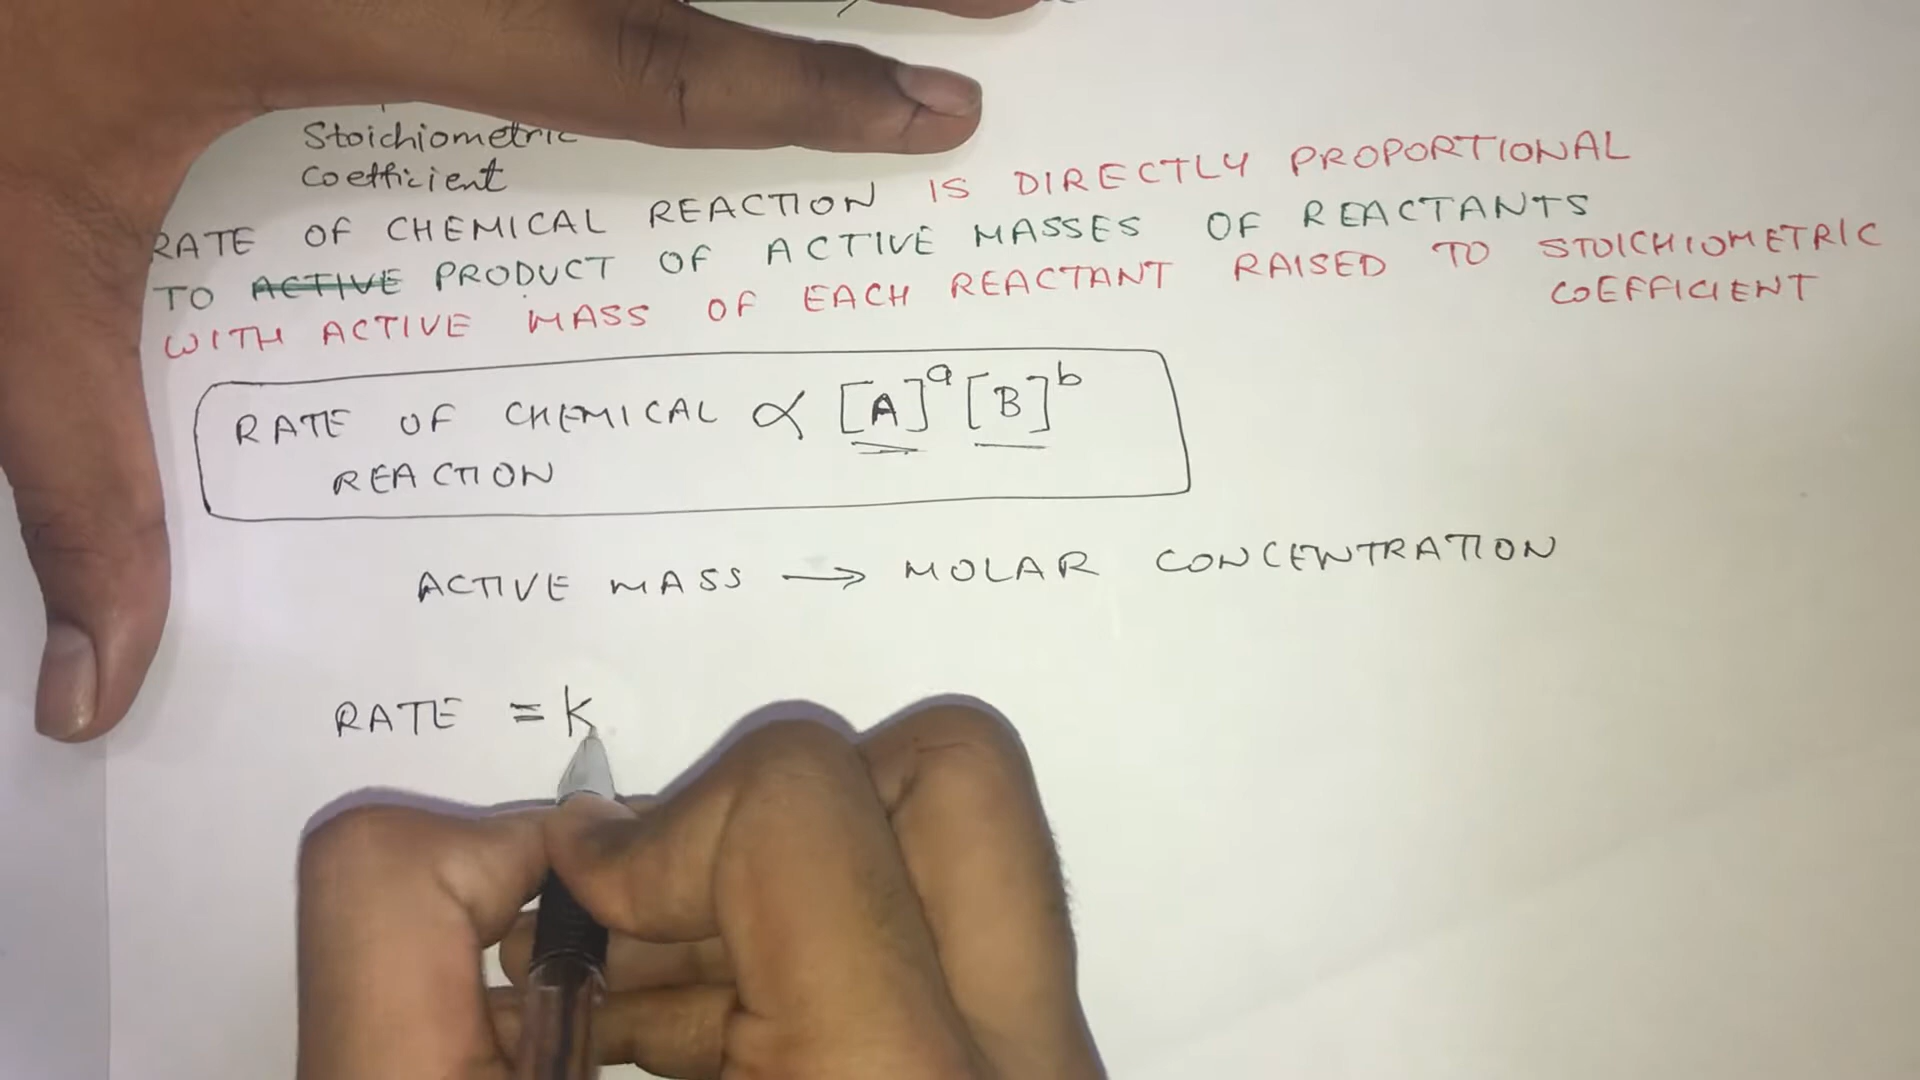 Stoichiometric
Coefficient
RATE OF CHEMICAL REACTION IS DIRECTLY PROPORTIONAL
TO ACTIVE PRODUCT OF ACTIVE MASSES OF REACTANTS
WITH ACTIVE MASS OF EACH REACTANT RAISED TO STOICHIOMETRIC
COEFFICIENT
RATE OF CHEMICAL ∝ [A]^a [B]^b
REACTION
ACTIVE MASS → MOLAR CONCENTRATION
RATE = K